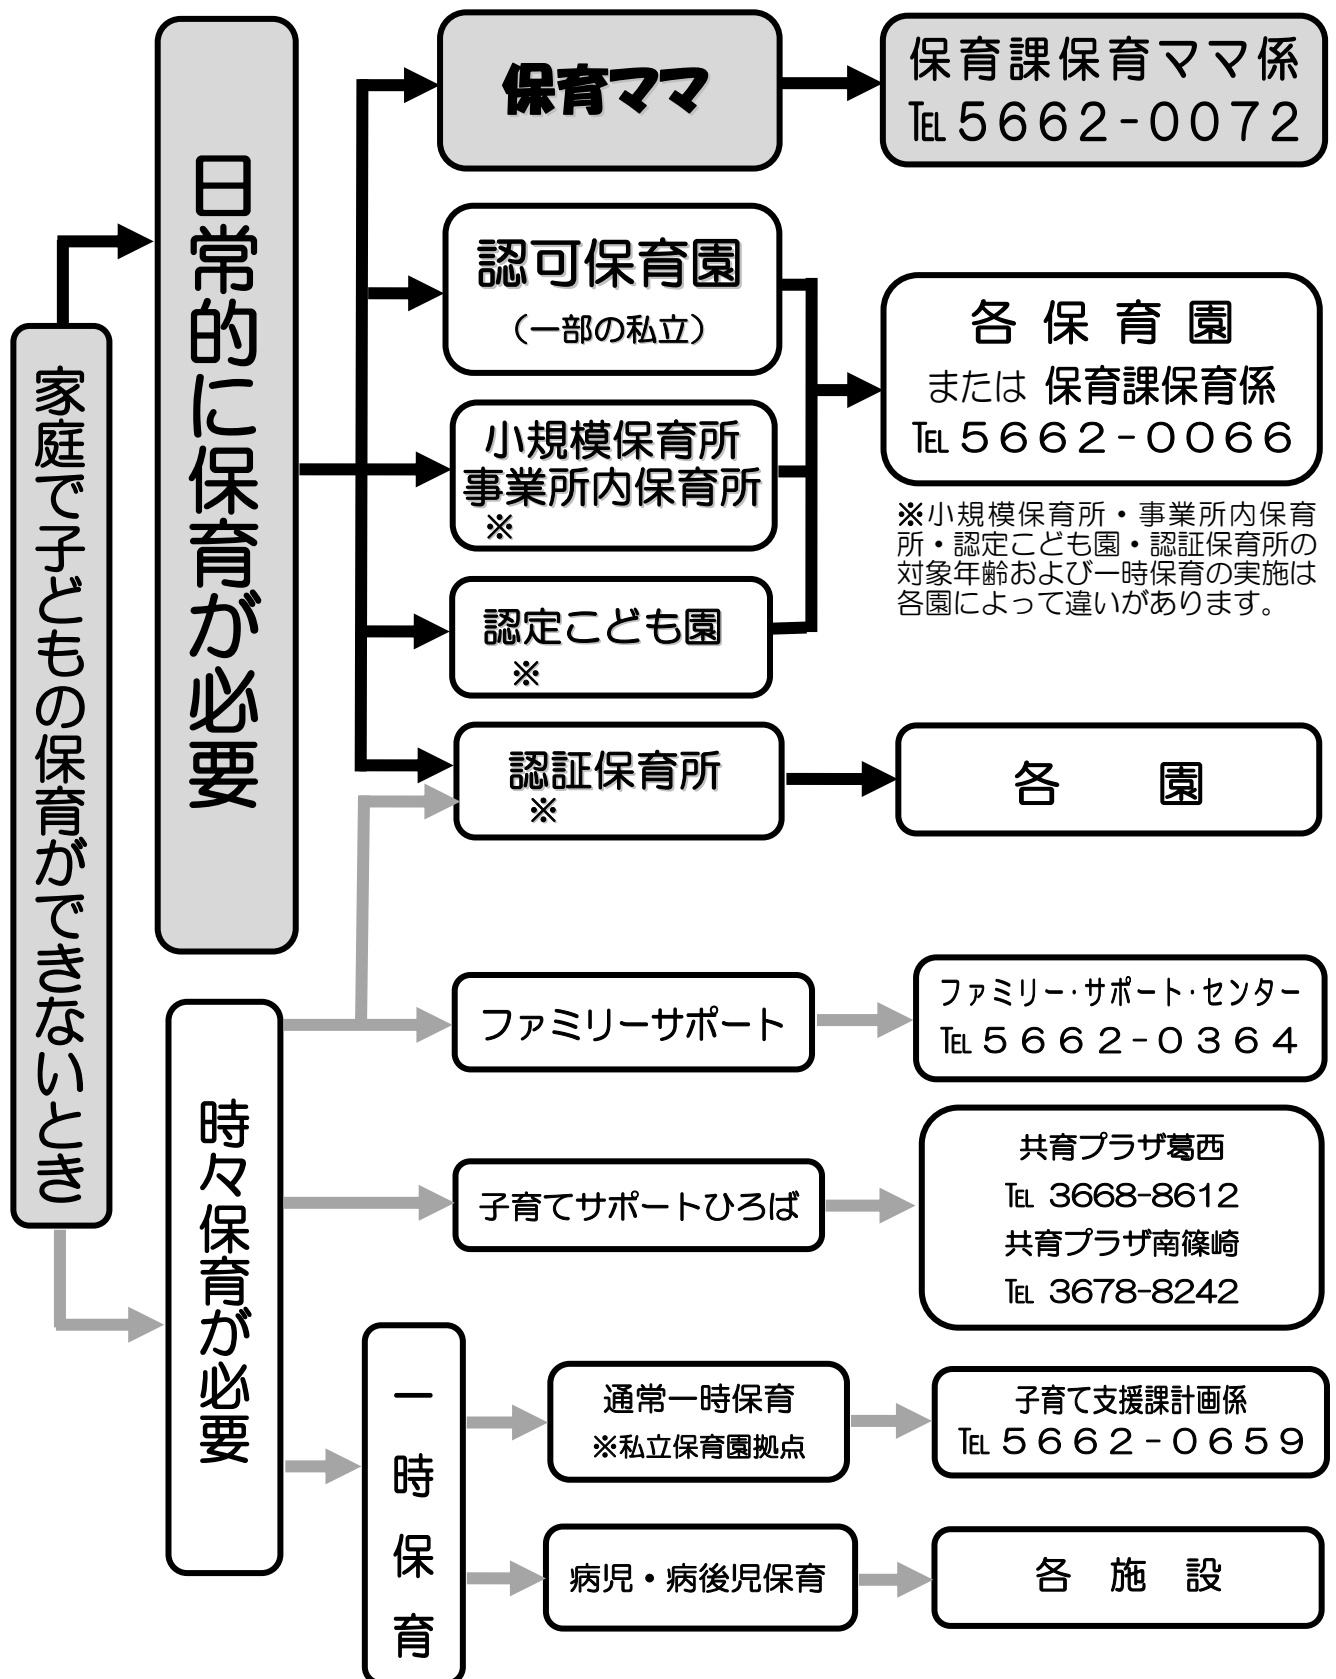 家庭で子どもの保育ができないとき
日常的に保育が必要
保育ママ
保育課保育ママ係
℡５６６２-００７２
認可保育園
（一部の私立）
小規模保育所
事業所内保育所
※
認定こども園
※
各保育園
または 保育課保育係
℡５６６２-００６６
※小規模保育所・事業所内保育
所・認定こども園・認証保育所の
対象年齢および一時保育の実施は
各園によって違いがあります。
認証保育所
※
各　園
時々保育が必要
ファミリーサポート
ファミリー・サポート・センター
℡５６６２-０３６４
子育てサポートひろば
共育プラザ葛西
℡ 3668-8612
共育プラザ南篠崎
℡ 3678-8242
一時保育
通常一時保育
※私立保育園拠点
子育て支援課計画係
℡５６６２-０６５９
病児・病後児保育
各 施 設